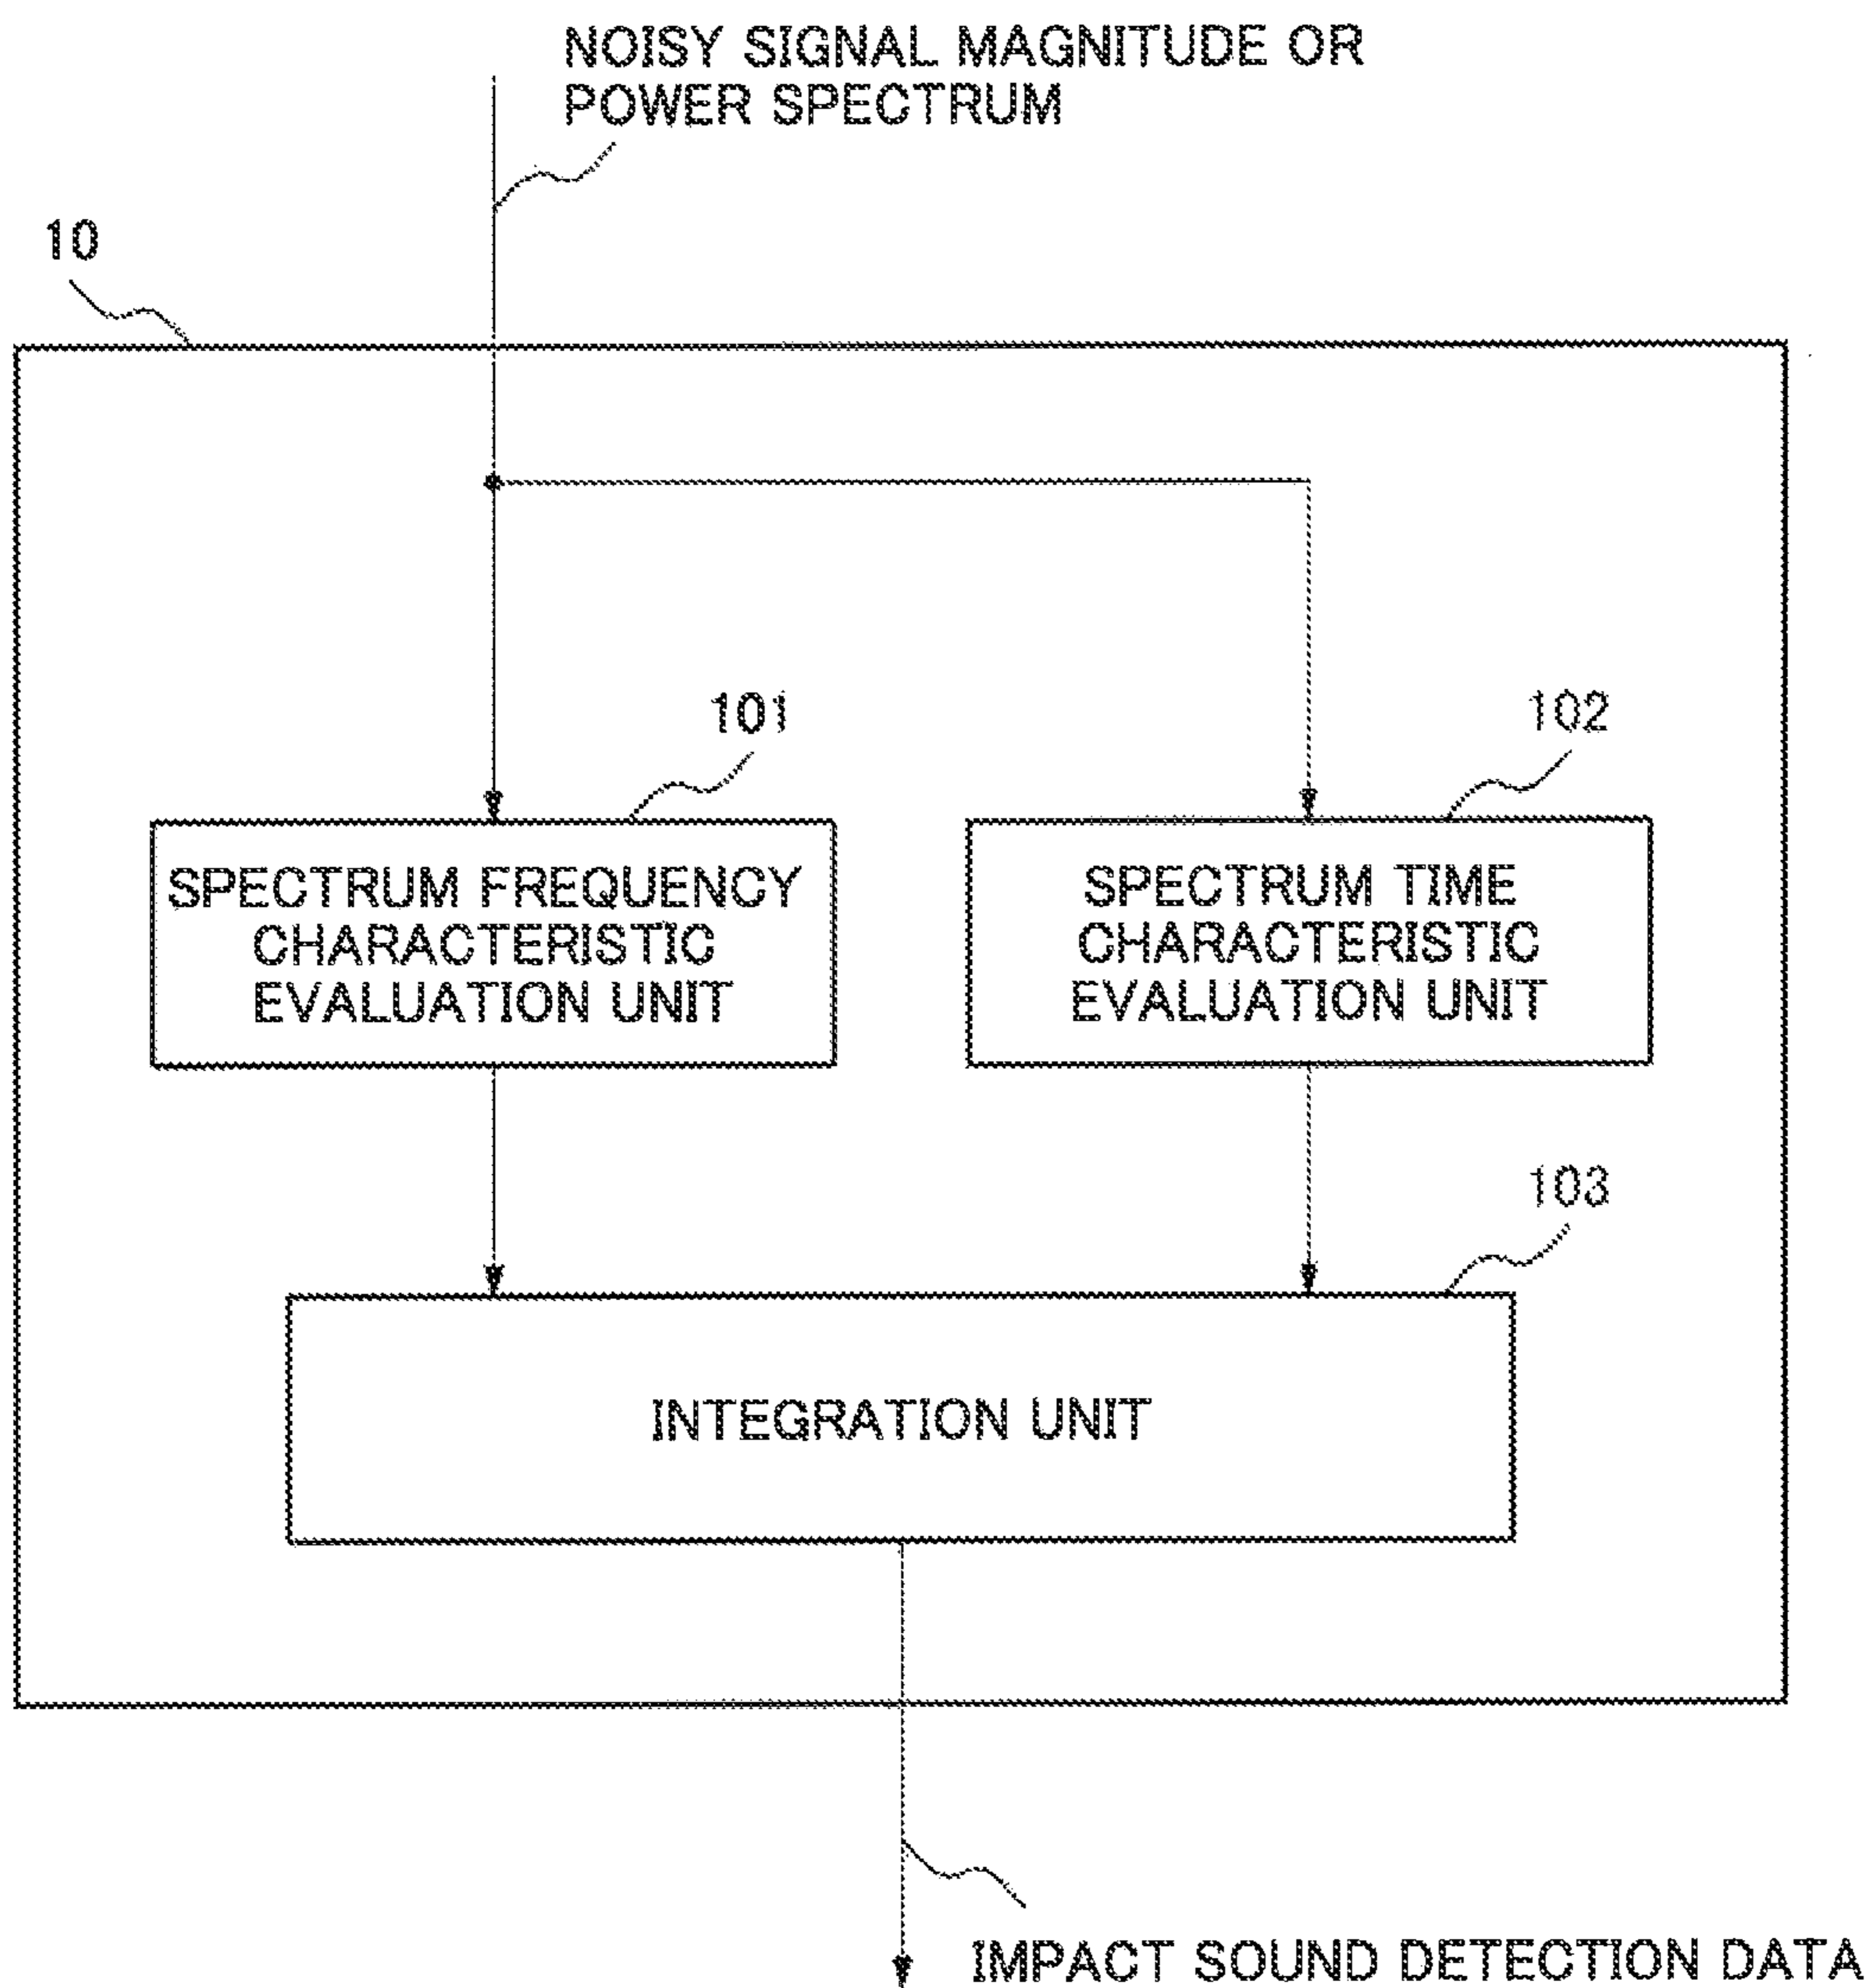 NOISY SIGNAL MAGNITUDE OR
POWER SPECTRUM
10
101
102
SPECTRUM FREQUENCY
CHARACTERISTIC
EVALUATION UNIT
SPECTRUM TIME
CHARACTERISTIC
EVALUATION UNIT
103
INTEGRATION UNIT
IMPACT SOUND DETECTION DATA